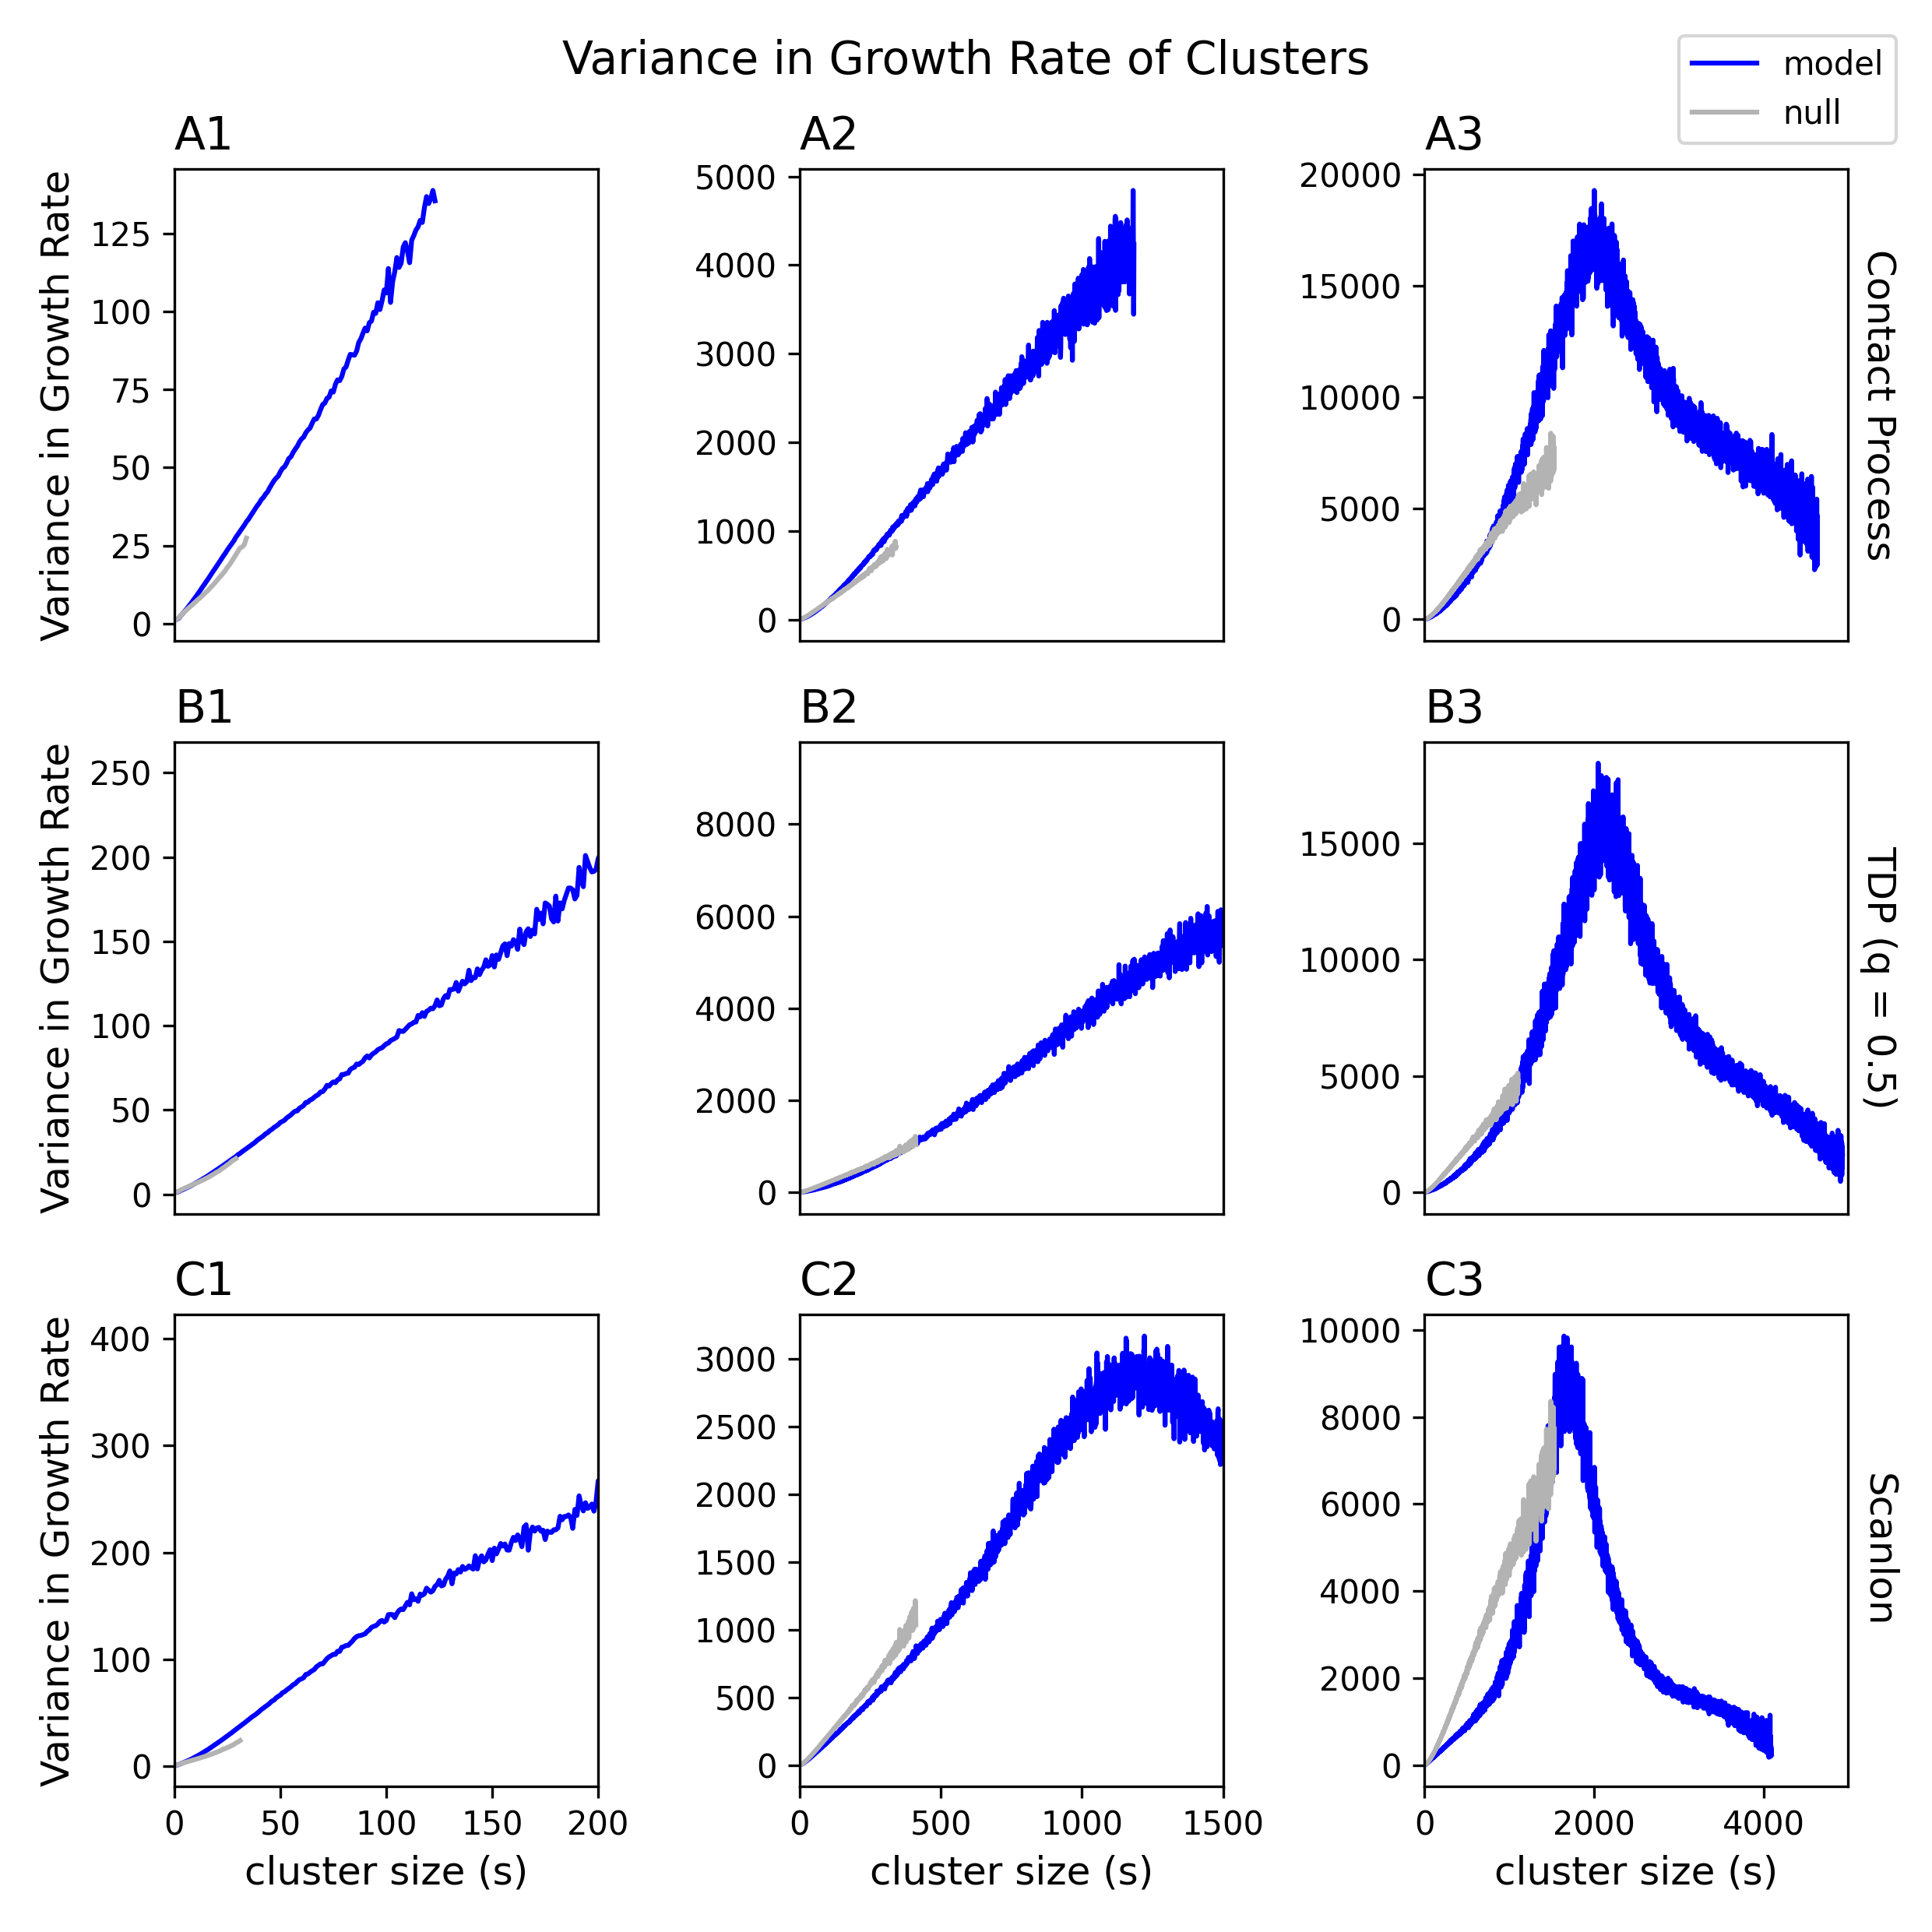 Variance in Growth Rate of Clusters
model
null
A1
A2
A3
Variance in Growth Rate
125
100
75
50
25
0
5000
4000
3000
2000
1000
0
20000
15000
10000
5000
0
Contact Process
B1
B2
B3
Variance in Growth Rate
250
200
150
100
50
0
8000
6000
4000
2000
0
15000
10000
5000
0
TDP (q = 0.5)
C1
C2
C3
Variance in Growth Rate
400
300
200
100
0
3000
2500
2000
1500
1000
500
0
10000
8000
6000
4000
2000
0
Scanlon
0 50 100 150 200
0 500 1000 1500
0 2000 4000
cluster size (s)
cluster size (s)
cluster size (s)